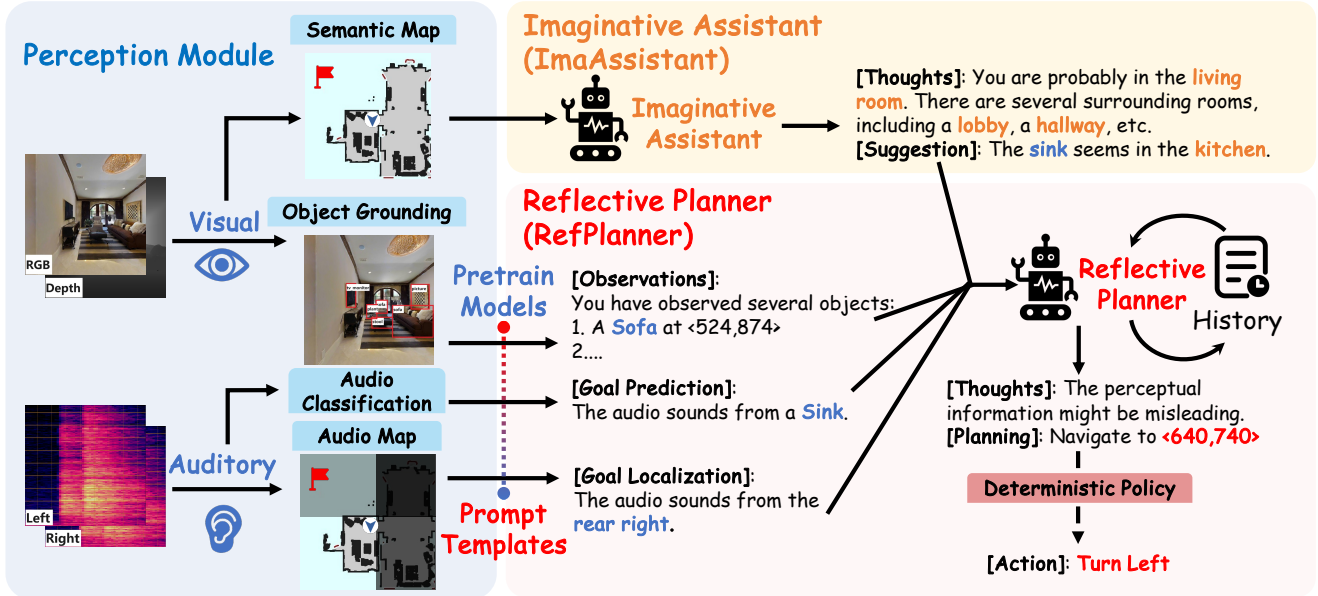 Perception Module
Semantic Map
RGB
Depth
Visual
Object Grounding
tv_monitor
picture
sofa
sofa
Left
Right
Auditory
Audio
Classification
Audio Map
Pretrain
Models
Prompt
Templates
Imaginative Assistant
(ImaAssistant)
Imaginative
Assistant
[Thoughts]: You are probably in the living
room. There are several surrounding rooms,
including a lobby, a hallway, etc.
[Suggestion]: The sink seems in the kitchen.
Reflective Planner
(RefPlanner)
[Observations]:
You have observed several objects:
1. A Sofa at <524,874>
2....
[Goal Prediction]:
The audio sounds from a Sink.
[Goal Localization]:
The audio sounds from the
rear right.
Reflective
Planner
History
[Thoughts]: The perceptual
information might be misleading.
[Planning]: Navigate to <640,740>
Deterministic Policy
[Action]: Turn Left